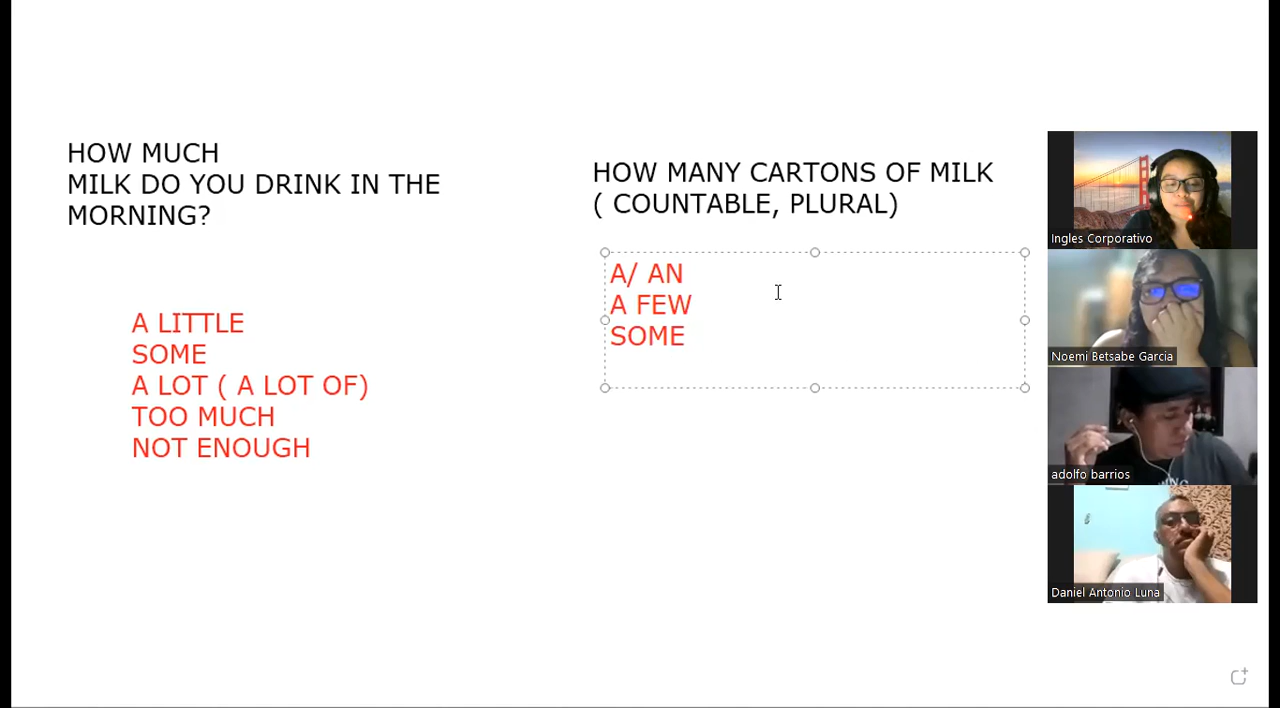 HOW MUCH
MILK DO YOU DRINK IN THE
MORNING?
A LITTLE
SOME
A LOT ( A LOT OF)
TOO MUCH
NOT ENOUGH
HOW MANY CARTONS OF MILK
( COUNTABLE, PLURAL)
A/ AN
A FEW
SOME
Ingles Corporativo
Noemi Betsabe Garcia
adolfo barrios
Daniel Antonio Luna